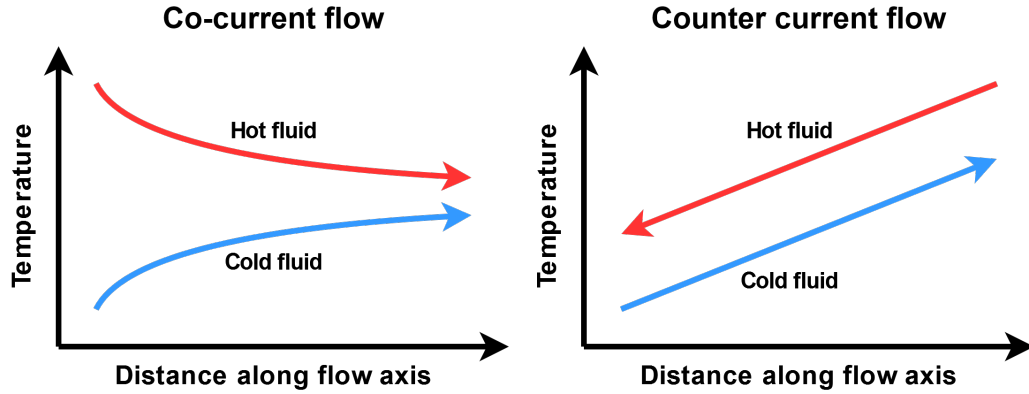 Co-current flow
Temperature
Hot fluid
Cold fluid
Distance along flow axis
Counter current flow
Temperature
Hot fluid
Cold fluid
Distance along flow axis